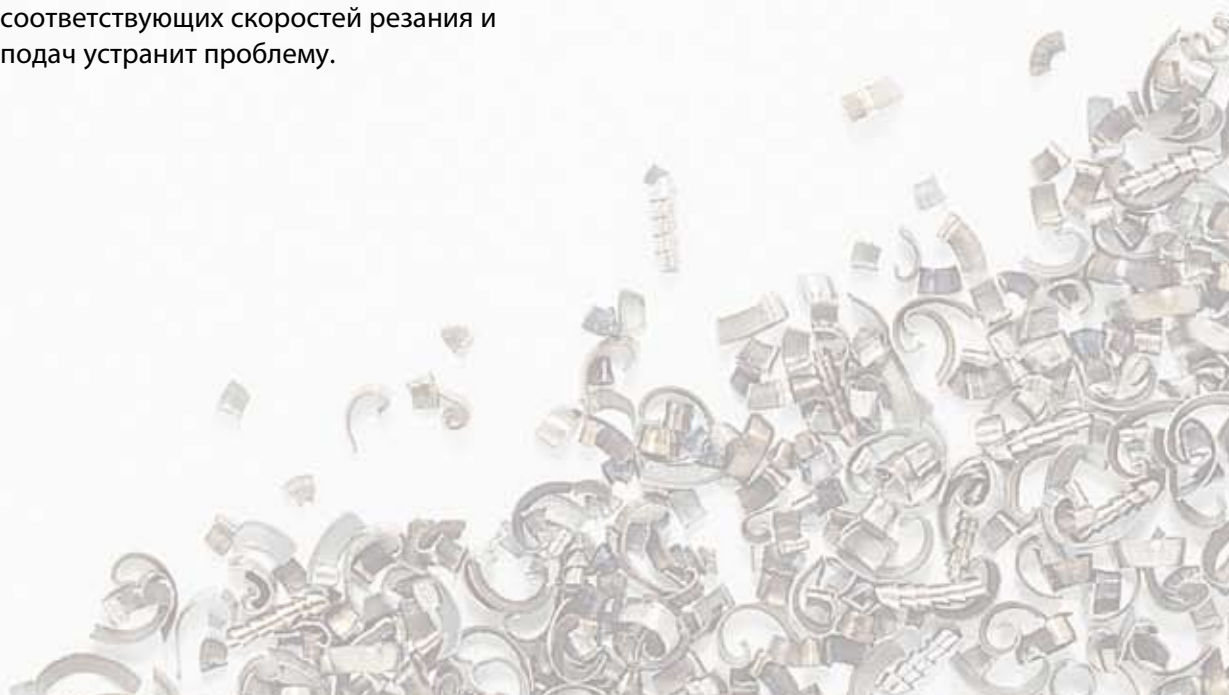 соответствующих скоростей резания и
подач устранит проблему.